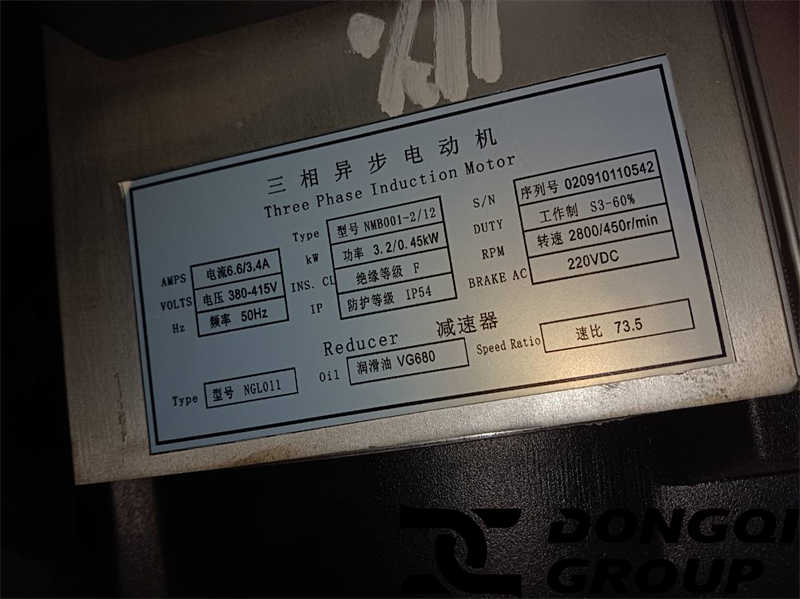 三相异步电动机
Three Phase Induction Motor
Type 型号 NMB001-2/12 S/N 序列号 020910110542
AMPS 电流6.6/3.4A kW 功率 3.2/0.45kW DUTY 工作制 S3-60%
VOLTS 电压 380-415V INS. CL 绝缘等级 F RPM 转速 2800/450r/min
Hz 频率 50Hz IP 防护等级 IP54 BRAKE AC 220VDC
Reducer 减速器
Type 型号 NGL011 Oil 润滑油 VG680 Speed Ratio 速比 73.5
DONGQI
GROUP